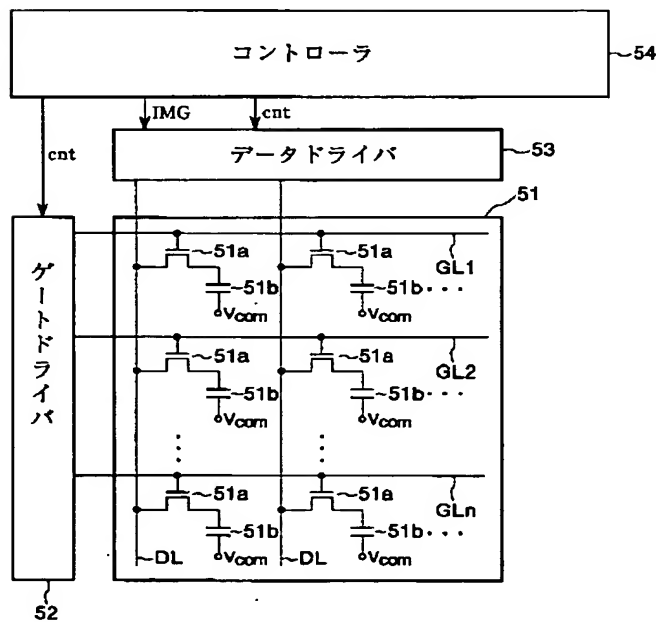 コントローラ
54
cnt
IMG
cnt
データドライバ
53
51
ゲートドライバ
51a
51a
GL1
51b
51b ・・・
Vcom
Vcom
51a
51a
GL2
51b
51b ・・・
Vcom
Vcom
51a
51a
GLn
51b
51b ・・・
Vcom
Vcom
DL
DL
52